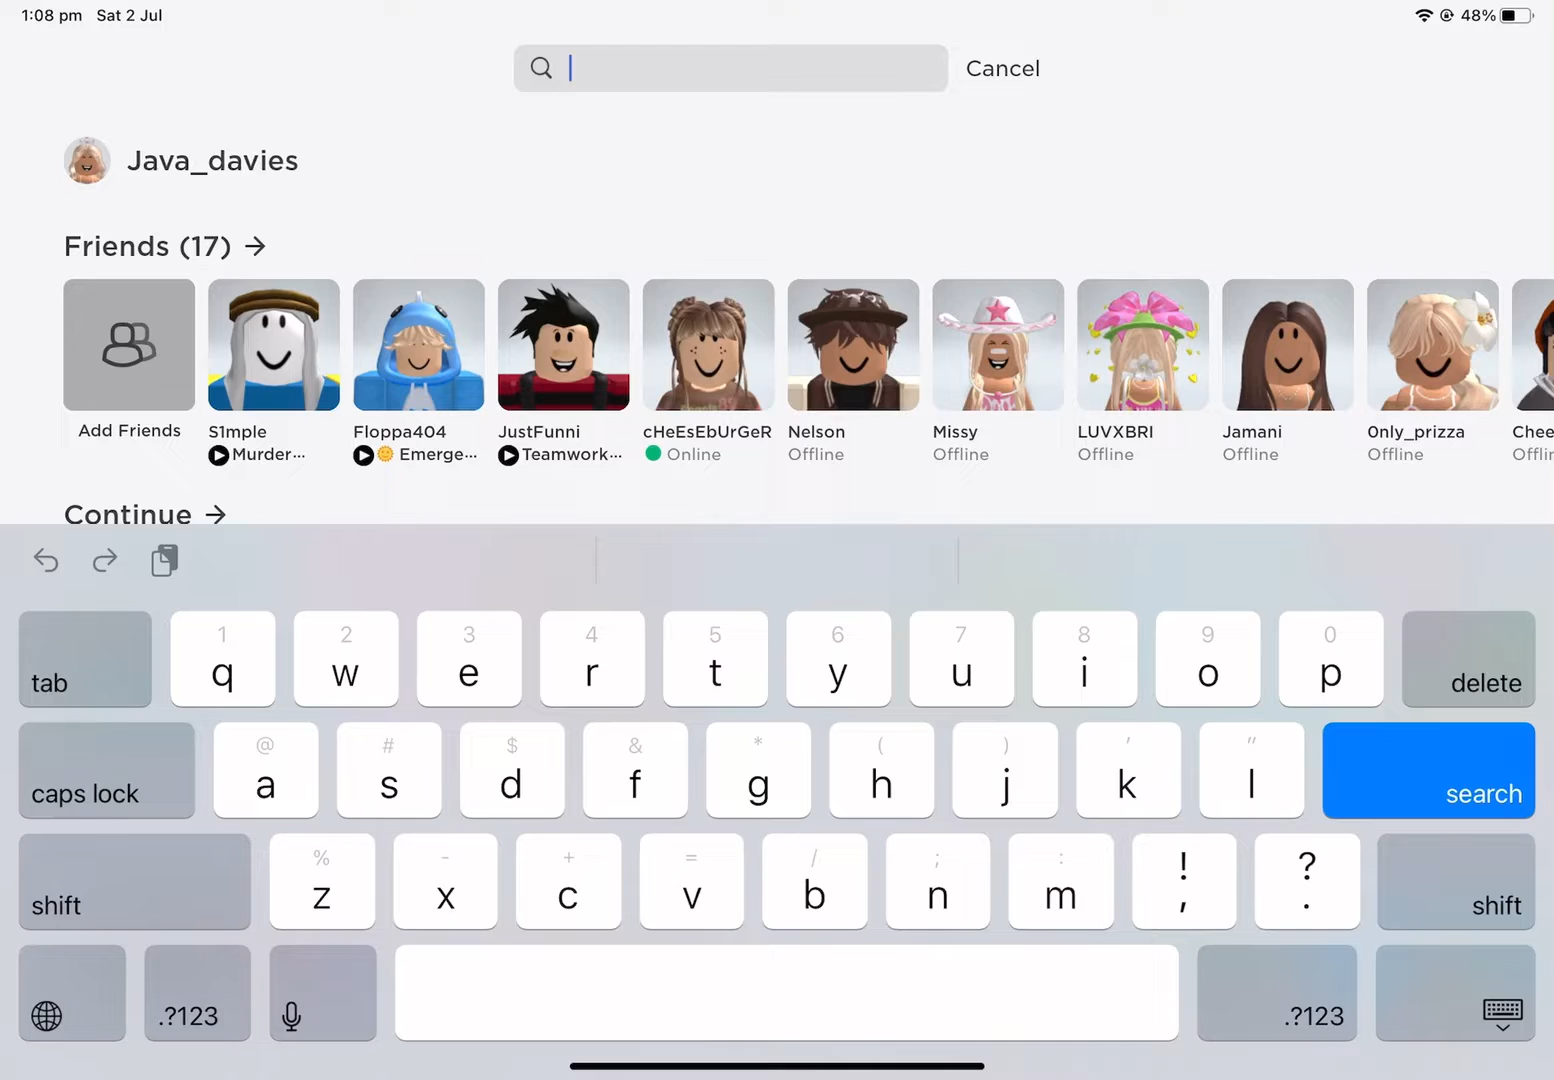 1:08 pm Sat 2 Jul 48%
Cancel
Java_davies
Friends (17) →
Add Friends S1mple Floppa404 JustFunni cHeEsEbUrGeR Nelson Missy LUVXBRI Jamani 0nly_prizza Chee
Murder... Emerge... Teamwork... Online Offline Offline Offline Offline Offline Offlin
Continue →
1 2 3 4 5 6 7 8 9 0
tab q w e r t y u i o p delete
@ # $ & * ( ) ' "
caps lock a s d f g h j k l search
% - + = / ; : ! ?
shift z x c v b n m , . shift
.?123 .?123